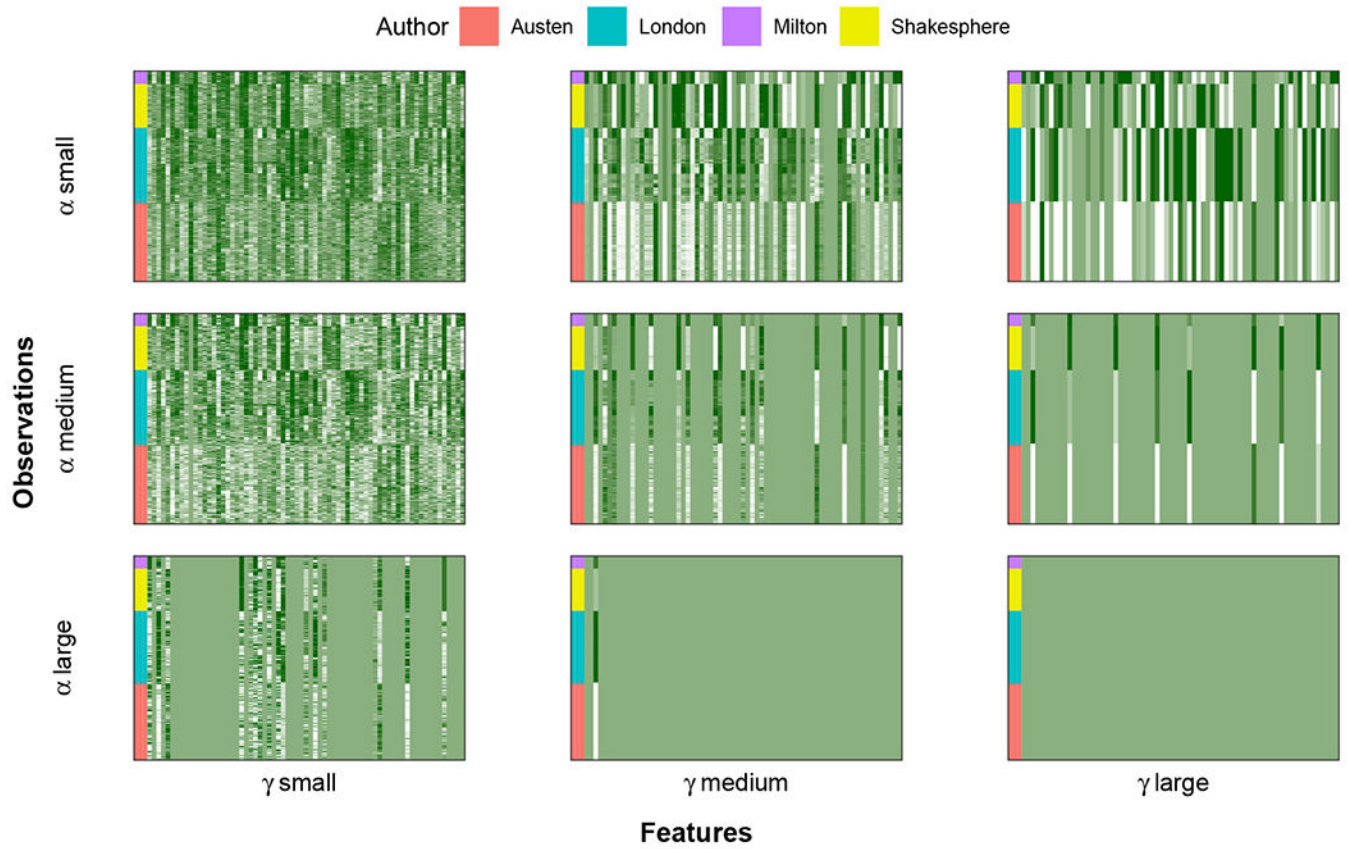 Author Austen London Milton Shakesphere
Observations
α small
α medium
α large
γ small γ medium γ large
Features